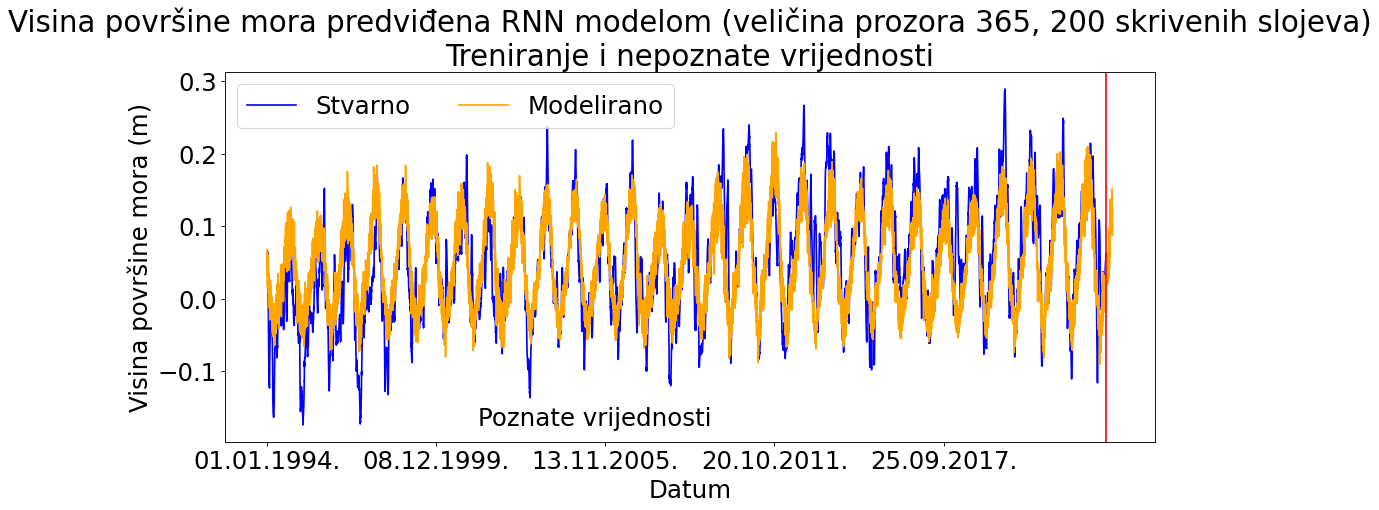 Visina površine mora predviđena RNN modelom (veličina prozora 365, 200 skrivenih slojeva)
Treniranje i nepoznate vrijednosti
Stvarno Modelirano
Visina površine mora (m)
0.3
0.2
0.1
0.0
−0.1
Poznate vrijednosti
01.01.1994. 08.12.1999. 13.11.2005. 20.10.2011. 25.09.2017.
Datum